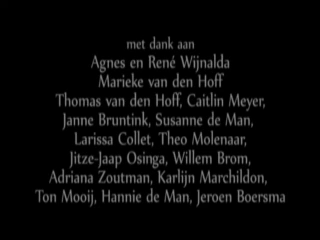 met dank aan
Agnes en René Wijnalda
Marieke van den Hoff
Thomas van den Hoff, Caitlin Meyer,
Janne Bruntink, Susanne de Man,
Larissa Collet, Theo Molenaar,
Jitze-Jaap Osinga, Willem Brom,
Adriana Zoutman, Karlijn Marchildon,
Ton Mooij, Hannie de Man, Jeroen Boersma